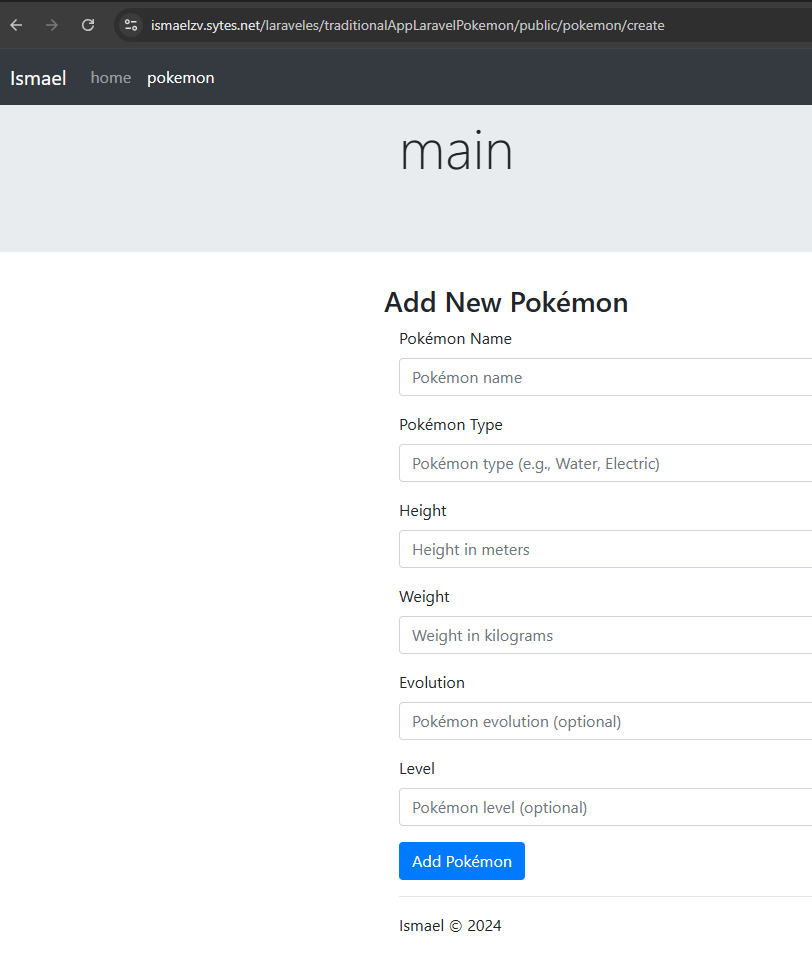 ismaelzv.sytes.net/laraveles/traditionalAppLaravelPokemon/public/pokemon/create
Ismael home pokemon
main
Add New Pokémon
Pokémon Name
Pokémon name
Pokémon Type
Pokémon type (e.g., Water, Electric)
Height
Height in meters
Weight
Weight in kilograms
Evolution
Pokémon evolution (optional)
Level
Pokémon level (optional)
Add Pokémon
Ismael © 2024